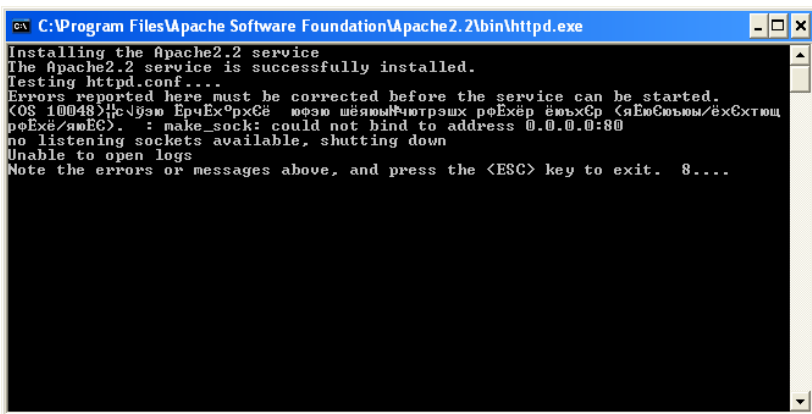 C:\Program Files\Apache Software Foundation\Apache2.2\bin\httpd.exe
Installing the Apache2.2 service
The Apache2.2 service is successfully installed.
Testing httpd.conf....
Errors reported here must be corrected before the service can be started.
(OS 10048)
: make_sock: could not bind to address 0.0.0.0:80
no listening sockets available, shutting down
Unable to open logs
Note the errors or messages above, and press the <ESC> key to exit. 8....